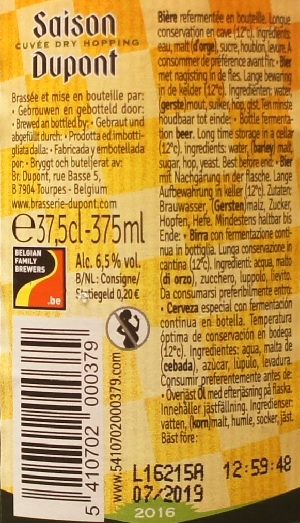 Saison
CUVÉE DRY HOPPING
Dupont
Brassée et mise en bouteille par:
• Gebrouwen en gebotteld door:
• Brewed an bottled by: • Gebraut und
abgefüllt durch: • Prodotta ed imbotti-
gliata dalla: • Fabricada y embotellada
por: • Bryggt och buteljerat av:
Br. Dupont, rue Basse 5,
B 7904 Tourpes - Belgium
www.brasserie-dupont.com
e37,5cl-375ml
BELGIAN
FAMILY
BREWERS
.be
Alc. 6,5% vol.
B/NL: Consigne/
Statiegeld 0,20 €
5 410702 000379
www.5410702000379.com
Bière refermentée en bouteille. Longue
conservation en cave (12°c). Ingrédients:
eau, malt (d'orge), sucre, houblon, levure. A
consommer de préférence avant fin: • Bier
met nagisting in de fles. Lange bewaring
in de kelder (12°c). Ingrediënten: water,
gerstemout, suiker, hop, gist. Ten minste
houdbaar tot einde: • Bottle fermenta-
tion beer. Long time storage in a cellar
(12°c). Ingredients: water, (barley) malt,
sugar, hop, yeast. Best before end: • Bier
mit Nachgärung in der flasche. Lange
Aufbewahrung in keller (12°c). Zutaten:
Brauwasser, (Gersten)malz, Zucker,
Hopfen, Hefe. Mindestens haltbar bis
Ende: • Birra con fermentazione conti-
nua in bottiglia. Lunga conservazione in
cantina (12°c). Ingredienti: acqua, malto
(di orzo), zucchero, luppolo, lievito.
Da consumarsi preferibilmente entro:
• Cerveza especial con fermentación
continua en botella. Temperatura
óptima de conservación en bodega
(12°c). Ingredientes: agua, malta de
(cebada), azúcar, lúpulo, levadura.
Consumir preferentemente antes de:
• Överjäst Öl med efterjäsning på flaska.
Innehåller jästfällning. Ingredienser:
vatten, (korn)malt, humle, socker, jäst.
Bäst före:
L16215A 12:59:48
07/2019
2016